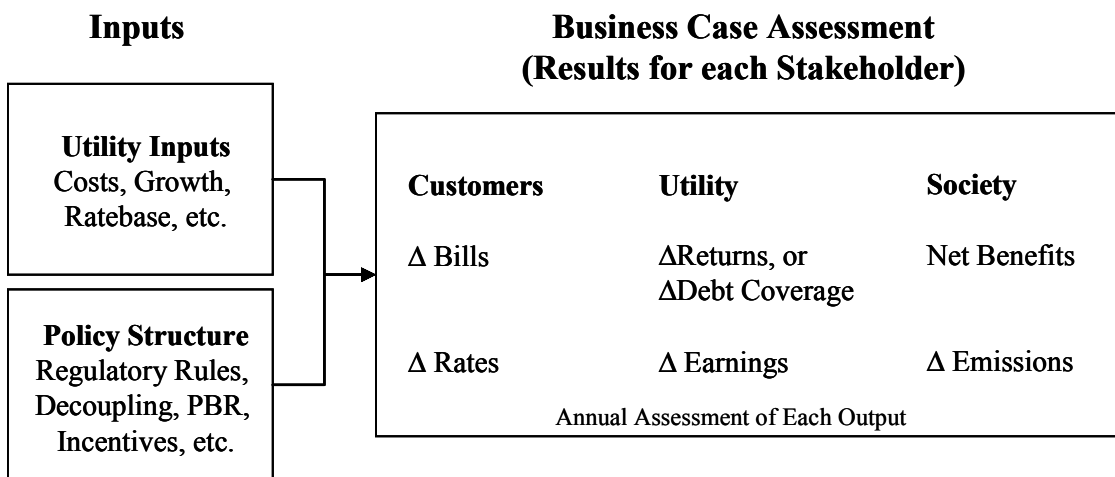 Inputs
Business Case Assessment
(Results for each Stakeholder)
Utility Inputs
Costs, Growth,
Ratebase, etc.
Policy Structure
Regulatory Rules,
Decoupling, PBR,
Incentives, etc.
Customers
Utility
Society
Δ Bills
ΔReturns, or
ΔDebt Coverage
Net Benefits
Δ Rates
Δ Earnings
Δ Emissions
Annual Assessment of Each Output